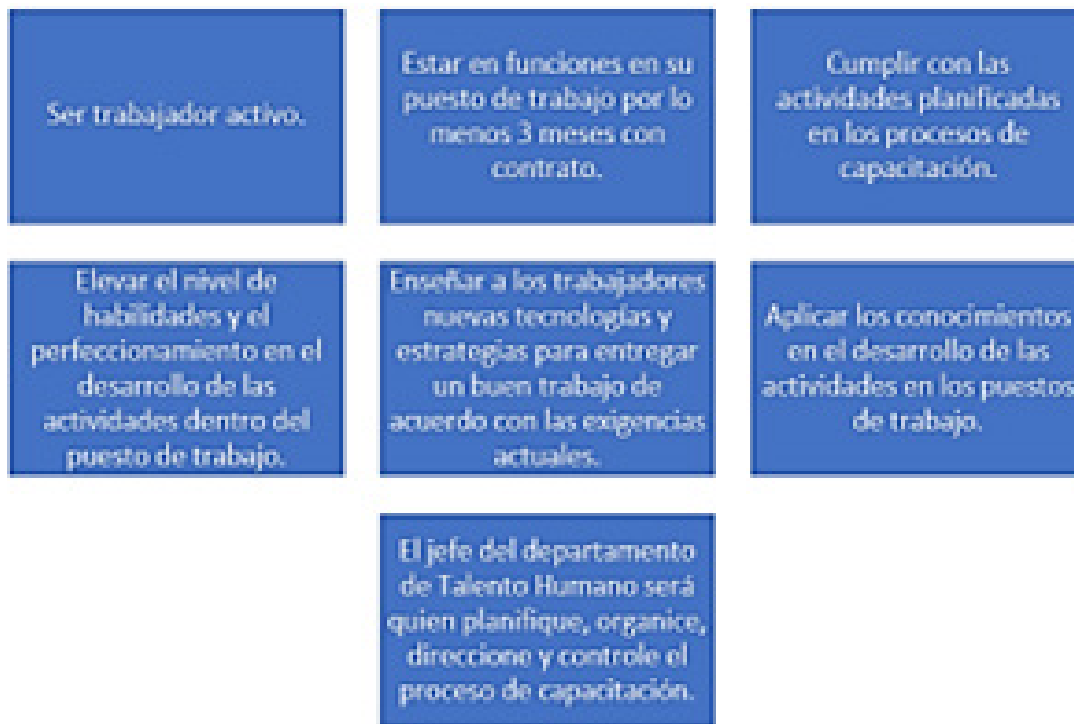 Ser trabajador activo.
Estar en funciones en su
puesto de trabajo por lo
menos 3 meses con
contrato.
Cumplir con las
actividades planificadas
en los procesos de
capacitación.
Elevar el nivel de
habilidades y el
perfeccionamiento en el
desarrollo de las
actividades dentro del
puesto de trabajo.
Enseñar a los trabajadores
nuevas tecnologías y
estrategias para entregar
un buen trabajo de
acuerdo con las exigencias
actuales.
Aplicar los conocimientos
en el desarrollo de las
actividades en los puestos
de trabajo.
El jefe del departamento
de Talento Humano será
quien planifique, organice,
direccione y controle el
proceso de capacitación.